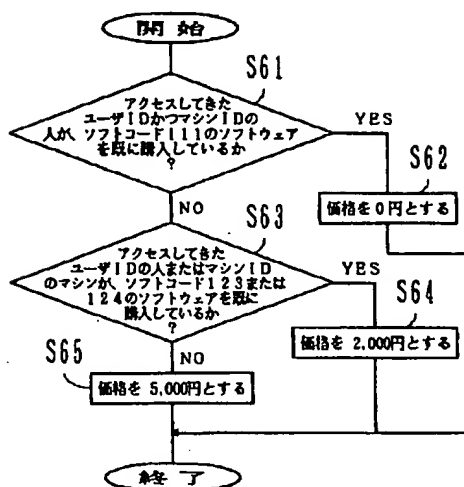 開始
S61
アクセスしてきた
ユーザIDかつマシンIDの
人が、ソフトコード111のソフトウェア
を既に購入しているか
?
YES
S62
価格を0円とする
NO
S63
アクセスしてきた
ユーザIDの人またはマシンID
のマシンが、ソフトコード123または
124のソフトウェアを既に
購入しているか
?
YES
S64
価格を 2,000円とする
NO
S65
価格を 5,000円とする
終了